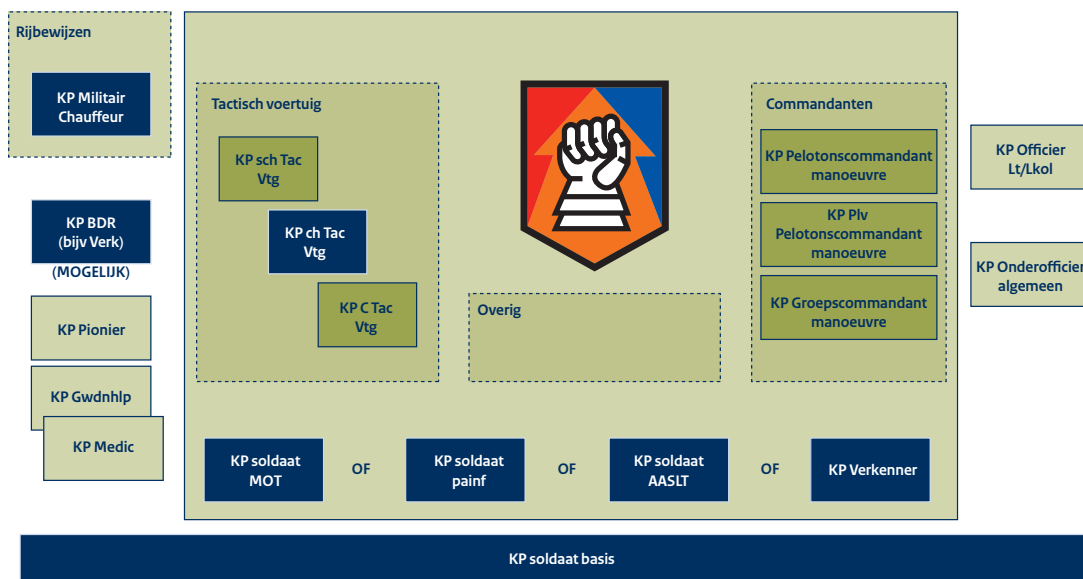 Rijbewijzen
KP Militair
Chauffeur
KP BDR
(bijv Verk)
(MOGELIJK)
KP Pionier
KP Gwdnhlp
KP Medic
Tactisch voertuig
KP sch Tac
Vtg
KP ch Tac
Vtg
KP C Tac
Vtg
Overig
Commandanten
KP Pelotonscommandant
manoeuvre
KP Plv
Pelotonscommandant
manoeuvre
KP Groepscommandant
manoeuvre
KP Officier
Lt/Lkol
KP Onderofficier
algemeen
KP soldaat
MOT
OF
KP soldaat
painf
OF
KP soldaat
AASLT
OF
KP Verkenner
KP soldaat basis